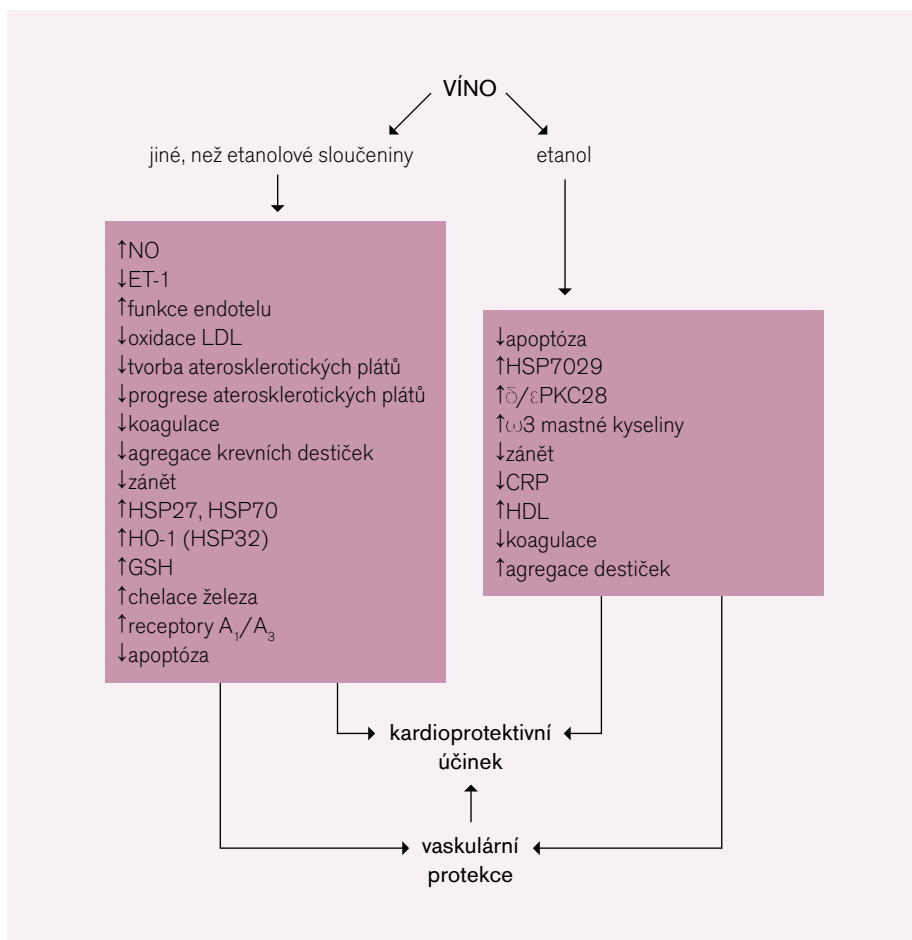 VÍNO
jiné, než etanolové sloučeniny
etanol
↑NO
↓ET-1
↑funkce endotelu
↓oxidace LDL
↓tvorba aterosklerotických plátů
↓progrese aterosklerotických plátů
↓koagulace
↓agregace krevních destiček
↓zánět
↑HSP27, HSP70
↑HO-1 (HSP32)
↑GSH
↑chelace železa
↑receptory A₁/A₃
↓apoptóza
↓apoptóza
↑HSP7029
↑δ/εPKC28
↑ω3 mastné kyseliny
↓zánět
↓CRP
↑HDL
↓koagulace
↑agregace destiček
kardioprotektivní
účinek
vaskulární
protekce